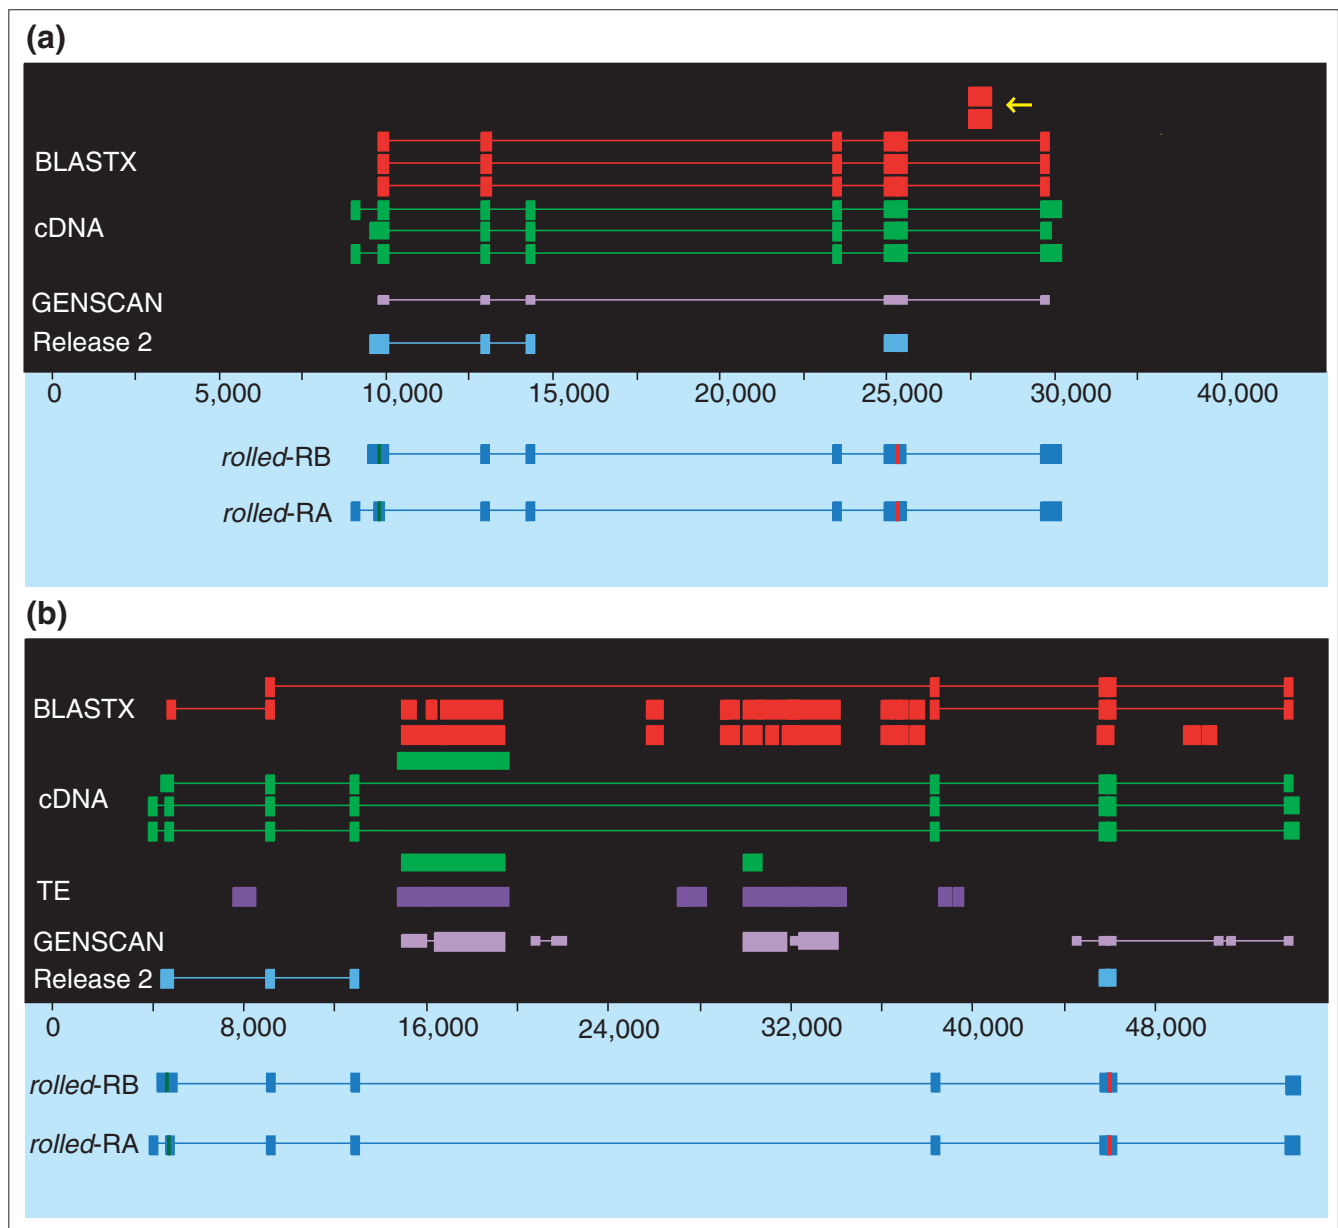 (a)
BLASTX
cDNA
GENSCAN
Release 2
0 5,000 10,000 15,000 20,000 25,000 30,000 40,000
rolled-RB
rolled-RA
(b)
BLASTX
cDNA
TE
GENSCAN
Release 2
0 8,000 16,000 24,000 32,000 40,000 48,000
rolled-RB
rolled-RA